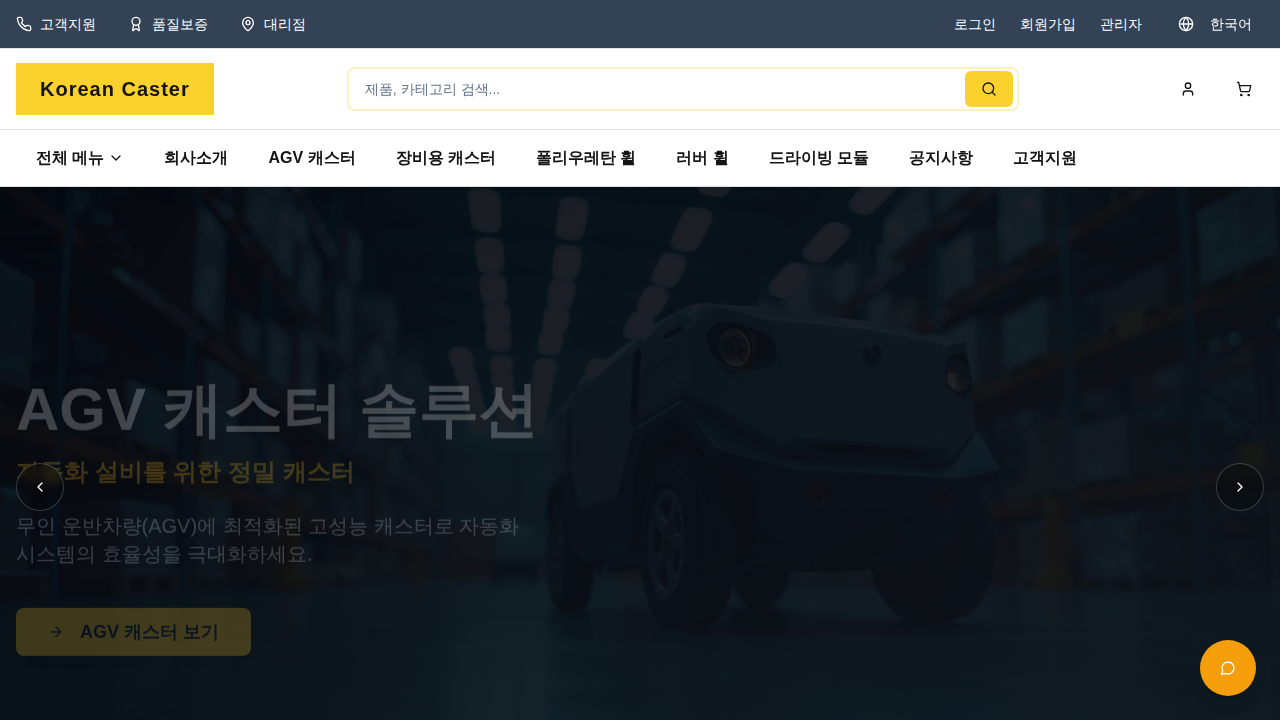 고객지원
품질보증
대리점
로그인
회원가입
관리자
한국어
Korean Caster
제품, 카테고리 검색...
전체 메뉴
회사소개
AGV 캐스터
장비용 캐스터
폴리우레탄 휠
러버 휠
드라이빙 모듈
공지사항
고객지원
AGV 캐스터 솔루션
자동화 설비를 위한 정밀 캐스터
무인 운반차량(AGV)에 최적화된 고성능 캐스터로 자동화
시스템의 효율성을 극대화하세요.
AGV 캐스터 보기